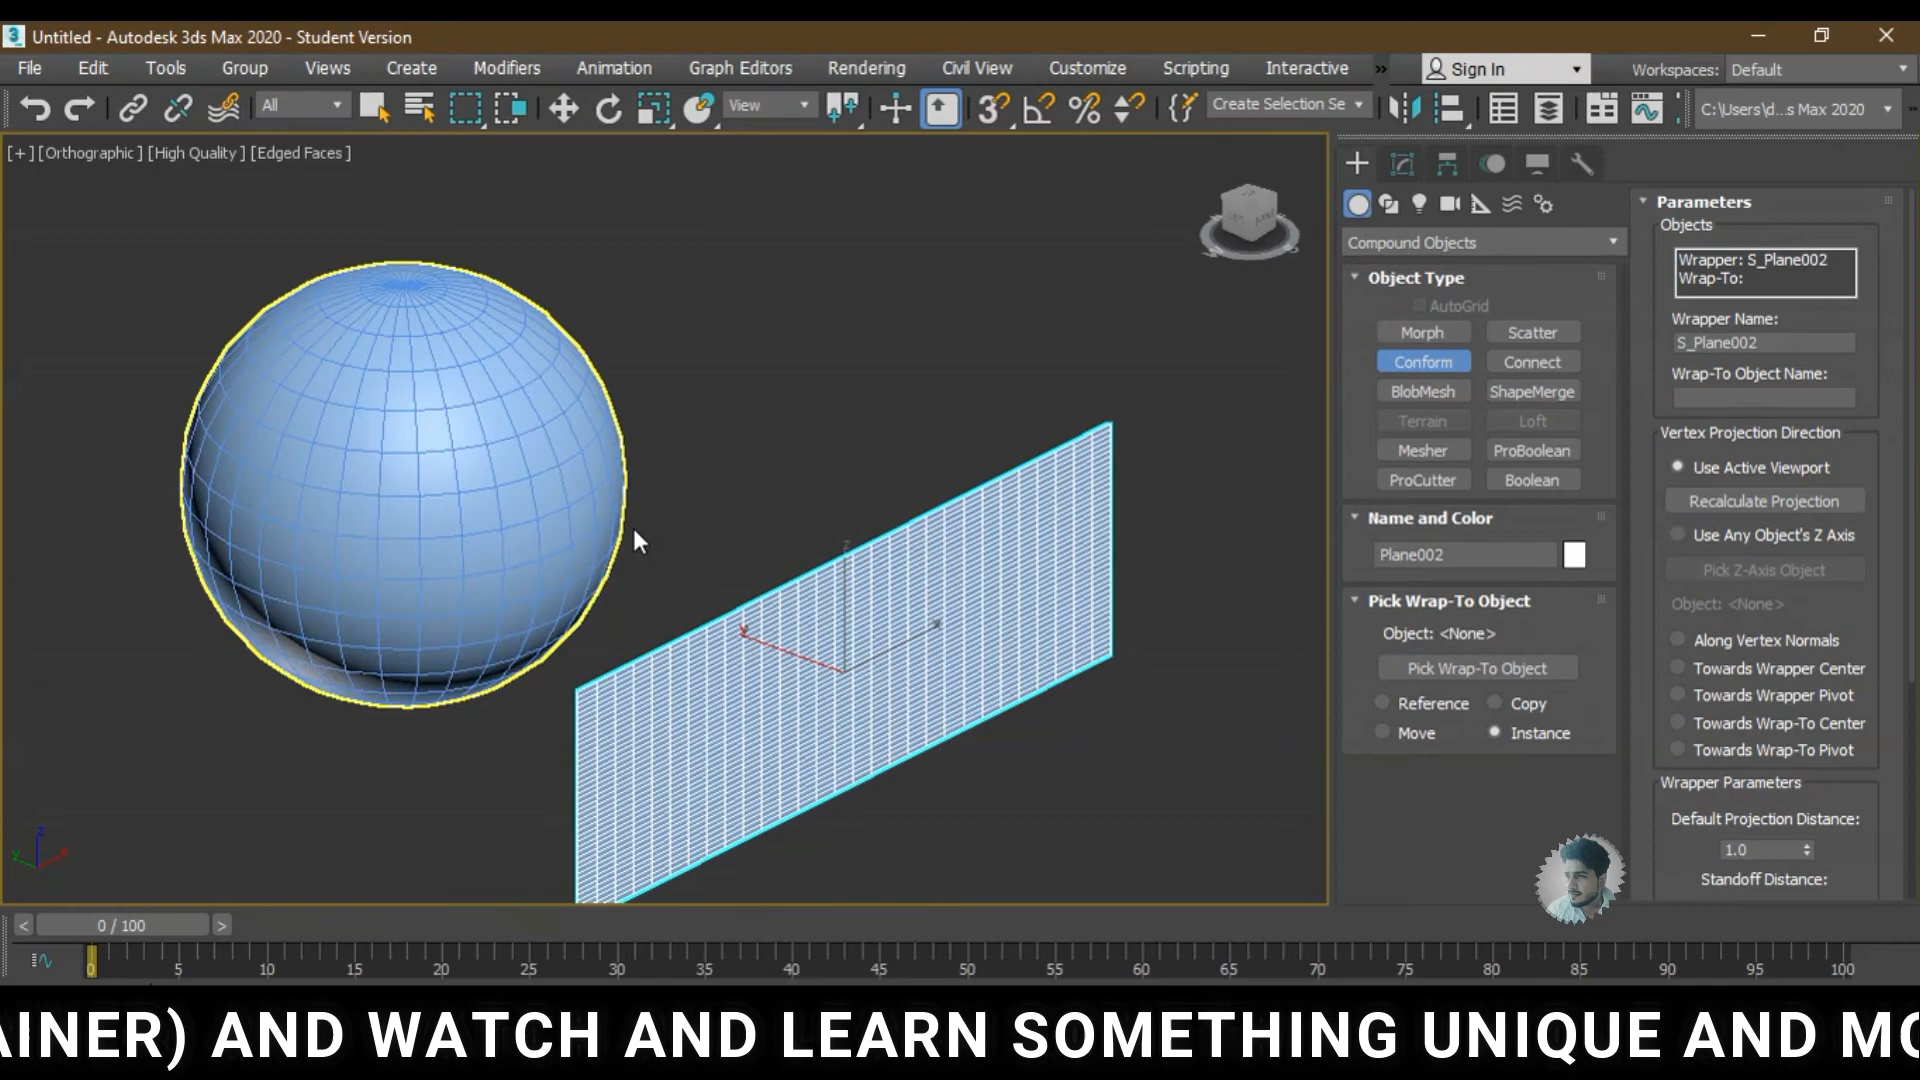 Untitled - Autodesk 3ds Max 2020 - Student Version
File Edit Tools Group Views Create Modifiers Animation Graph Editors Rendering Civil View Customize Scripting Interactive » Sign In Workspaces: Default
All View Create Selection Se C:\Users\d...s Max 2020 »
[+] [Orthographic ] [High Quality ] [Edged Faces ]
Compound Objects
Object Type
AutoGrid
Morph Scatter
Conform Connect
BlobMesh ShapeMerge
Terrain Loft
Mesher ProBoolean
ProCutter Boolean
Name and Color
Plane002
Pick Wrap-To Object
Object: <None>
Pick Wrap-To Object
Reference Copy
Move Instance
Parameters
Objects
Wrapper: S_Plane002
Wrap-To:
Wrapper Name:
S_Plane002
Wrap-To Object Name:
Vertex Projection Direction
Use Active Viewport
Recalculate Projection
Use Any Object's Z Axis
Pick Z-Axis Object
Object: <None>
Along Vertex Normals
Towards Wrapper Center
Towards Wrapper Pivot
Towards Wrap-To Center
Towards Wrap-To Pivot
Wrapper Parameters
Default Projection Distance:
1.0
Standoff Distance:
z
y
x
z
y
x
< 0 / 100 >
0 5 10 15 20 25 30 35 40 45 50 55 60 65 70 75 80 85 90 95 100
AINER) AND WATCH AND LEARN SOMETHING UNIQUE AND MO